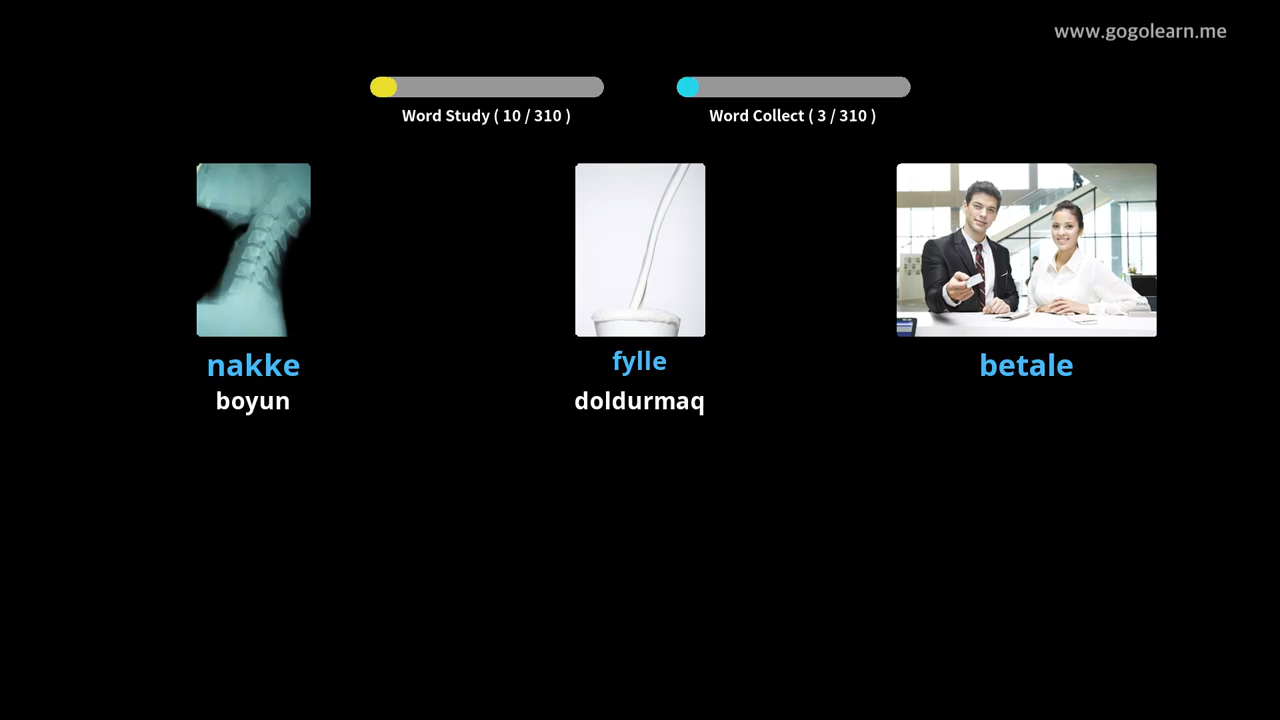 www.gogolearn.me
Word Study ( 10 / 310 )
Word Collect ( 3 / 310 )
nakke
boyun
fylle
doldurmaq
betale